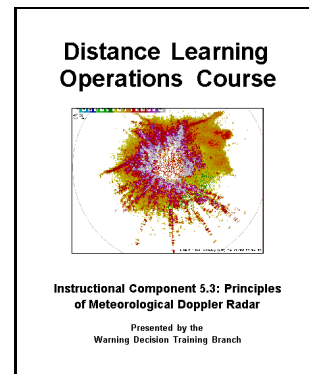 Distance Learning
Operations Course
Instructional Component 5.3: Principles
of Meteorological Doppler Radar
Presented by the
Warning Decision Training Branch